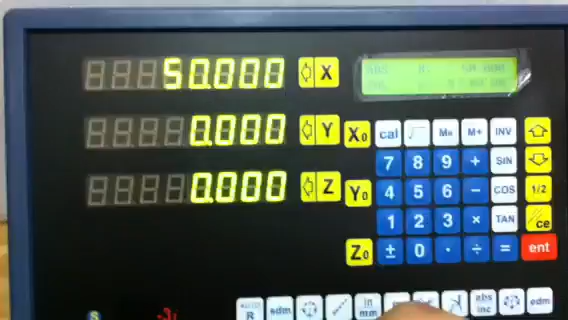 50.000 X
0.000 Y
0.000 Z
ABS
X₀ cal √ M+ INV
7 8 9 + SIN
Y₀ 4 5 6 − COS 1/2
1 2 3 × TAN CE
Z₀ ± 0 · ÷ = ent
R sdm in/mm abs/inc edm
S